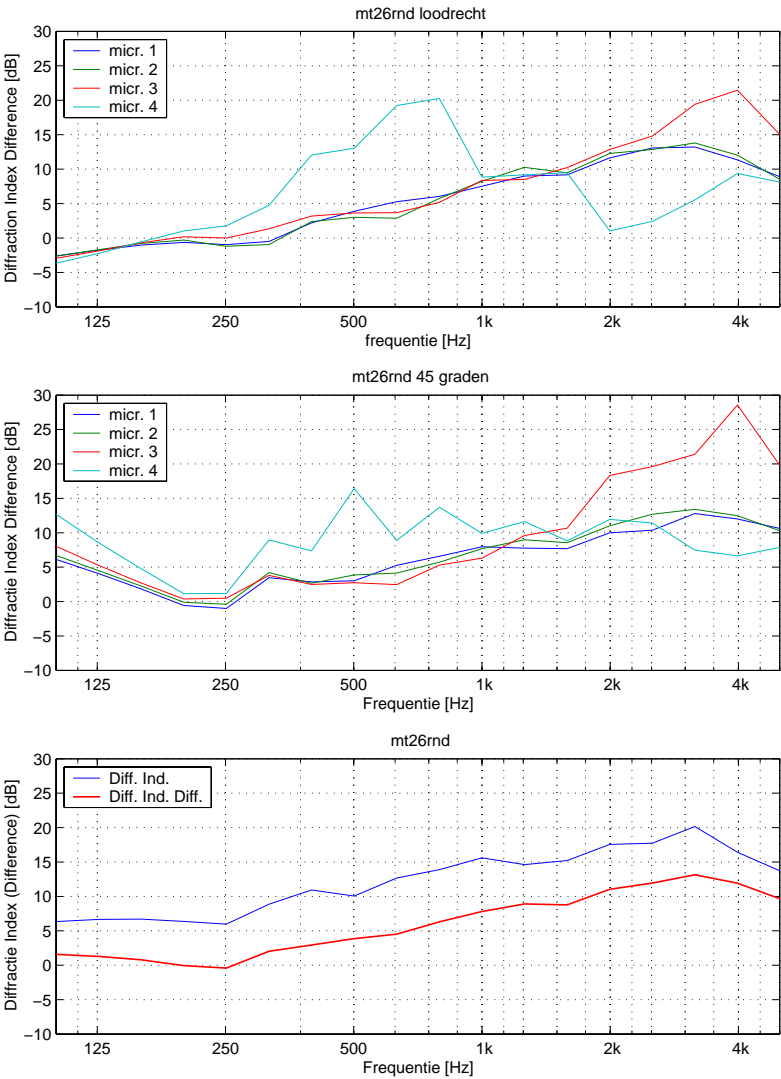 mt26rnd loodrecht
Diffraction Index Difference [dB]
30
25
20
15
10
5
0
−5
−10
micr. 1
micr. 2
micr. 3
micr. 4
125 250 500 1k 2k 4k
frequentie [Hz]
mt26rnd 45 graden
Diffractie Index Difference [dB]
30
25
20
15
10
5
0
−5
−10
micr. 1
micr. 2
micr. 3
micr. 4
125 250 500 1k 2k 4k
Frequentie [Hz]
mt26rnd
Diffractie Index (Difference) [dB]
30
25
20
15
10
5
0
−5
−10
Diff. Ind.
Diff. Ind. Diff.
125 250 500 1k 2k 4k
Frequentie [Hz]